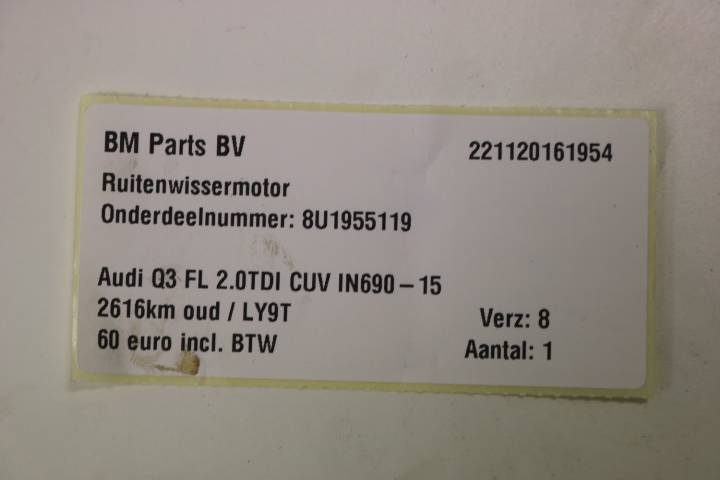 BM Parts BV 221120161954
Ruitenwissermotor
Onderdeelnummer: 8U1955119
Audi Q3 FL 2.0TDI CUV IN690-15
2616km oud / LY9T Verz: 8
60 euro incl. BTW Aantal: 1